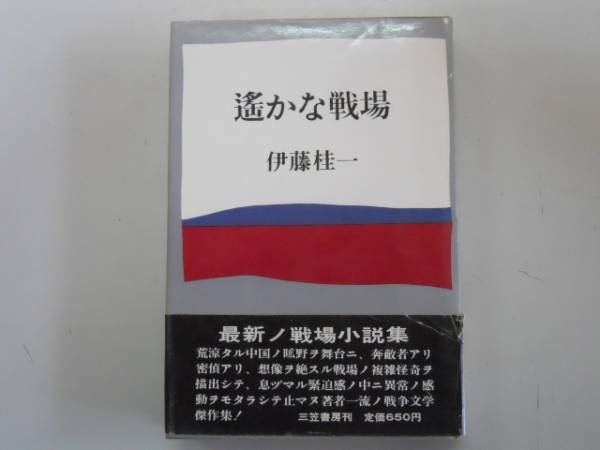 遙かな戦場
伊藤桂一
最新ノ戦場小説集
荒涼タル中国ノ眡野ヲ舞台ニ、奔敵者アリ
密偵アリ、想像ヲ絶スル戦場ノ複雑怪奇ヲ
描出シテ、息ヅマル緊迫感ノ中ニ異常ノ感
動ヲモタラシテ止マヌ著者一流ノ戦争文学
傑作集!
三笠書房刊 定価650円